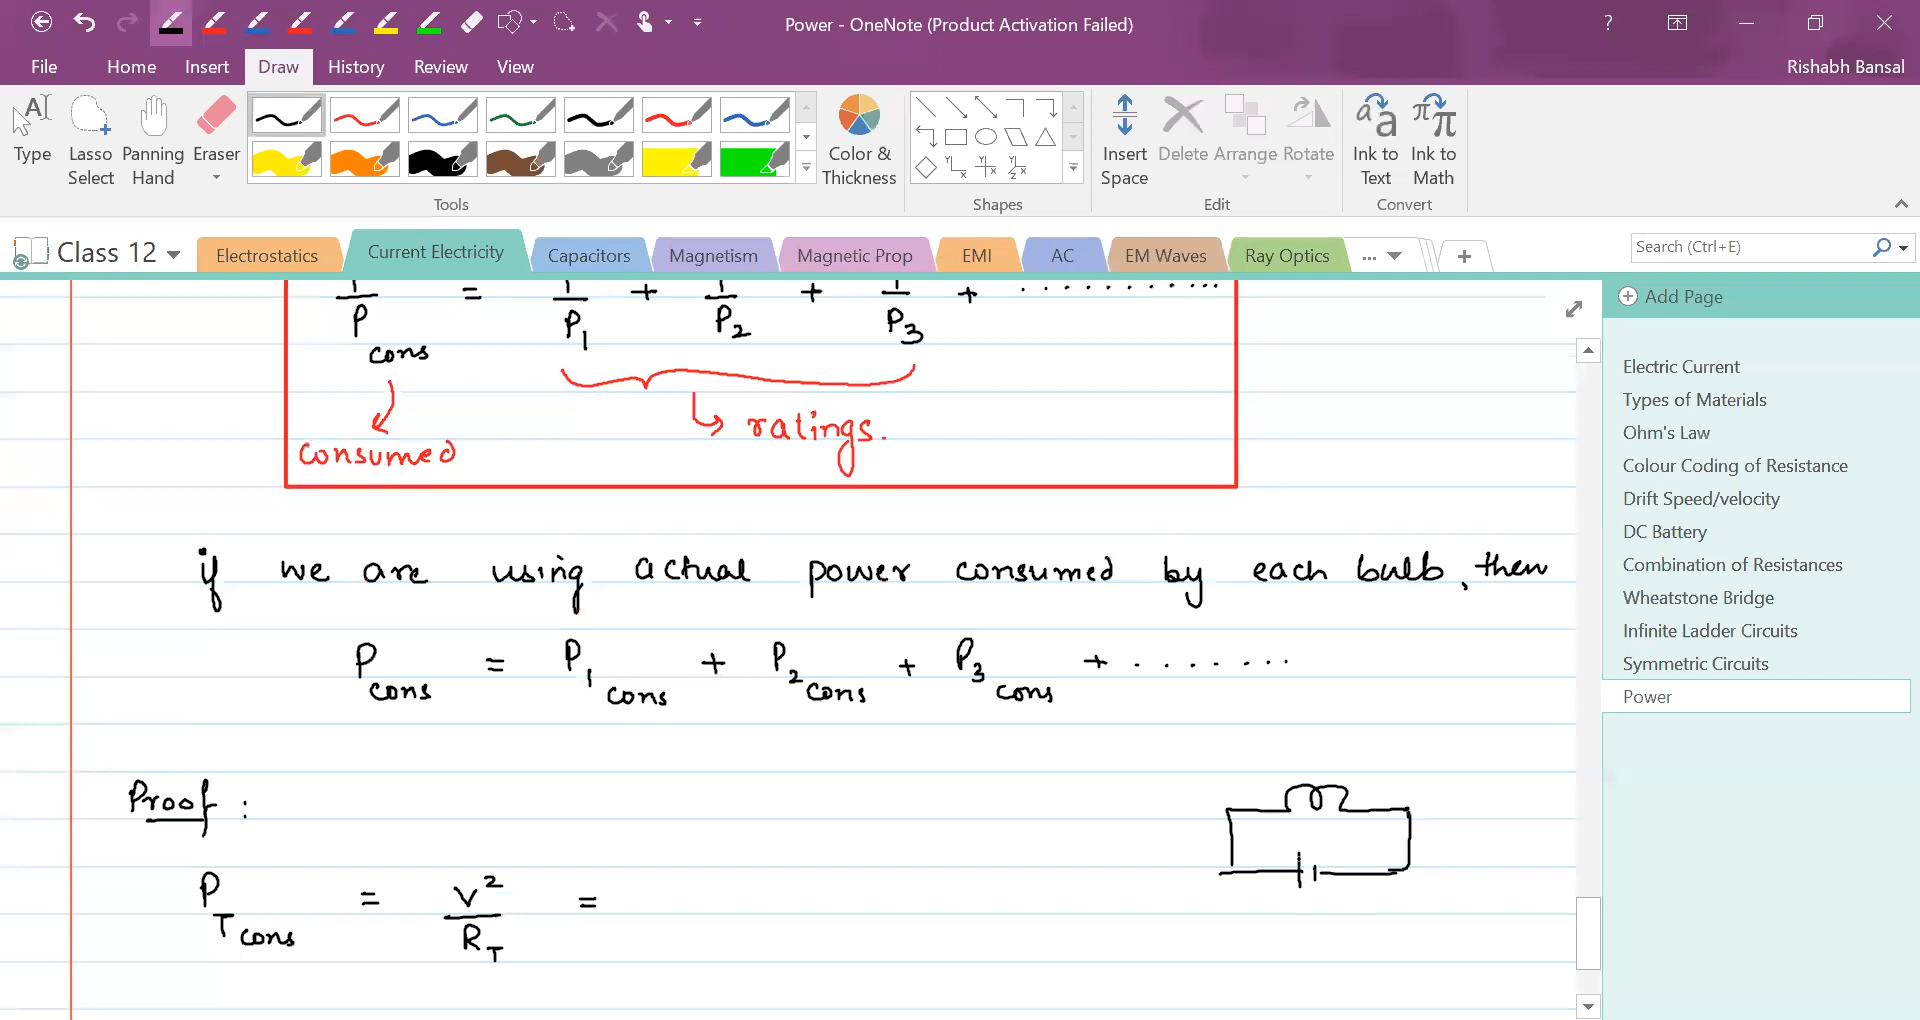 Power - OneNote (Product Activation Failed)
?
File Home Insert Draw History Review View
Rishabh Bansal
Type
Lasso Select
Panning Hand
Eraser
Color & Thickness
Insert Space
Delete
Arrange
Rotate
Ink to Text
Ink to Math
Tools
Shapes
Edit
Convert
Class 12
Electrostatics Current Electricity Capacitors Magnetism Magnetic Prop EMI AC EM Waves Ray Optics ...
Search (Ctrl+E)
Add Page
Electric Current
Types of Materials
Ohm's Law
Colour Coding of Resistance
Drift Speed/velocity
DC Battery
Combination of Resistances
Wheatstone Bridge
Infinite Ladder Circuits
Symmetric Circuits
Power
1/P cons = 1/P1 + 1/P2 + 1/P3 + ..........
consumed
ratings.
if we are using actual power consumed by each bulb, then
P cons = P1 cons + P2 cons + P3 cons + .......
Proof :
P T cons = V²/R T =